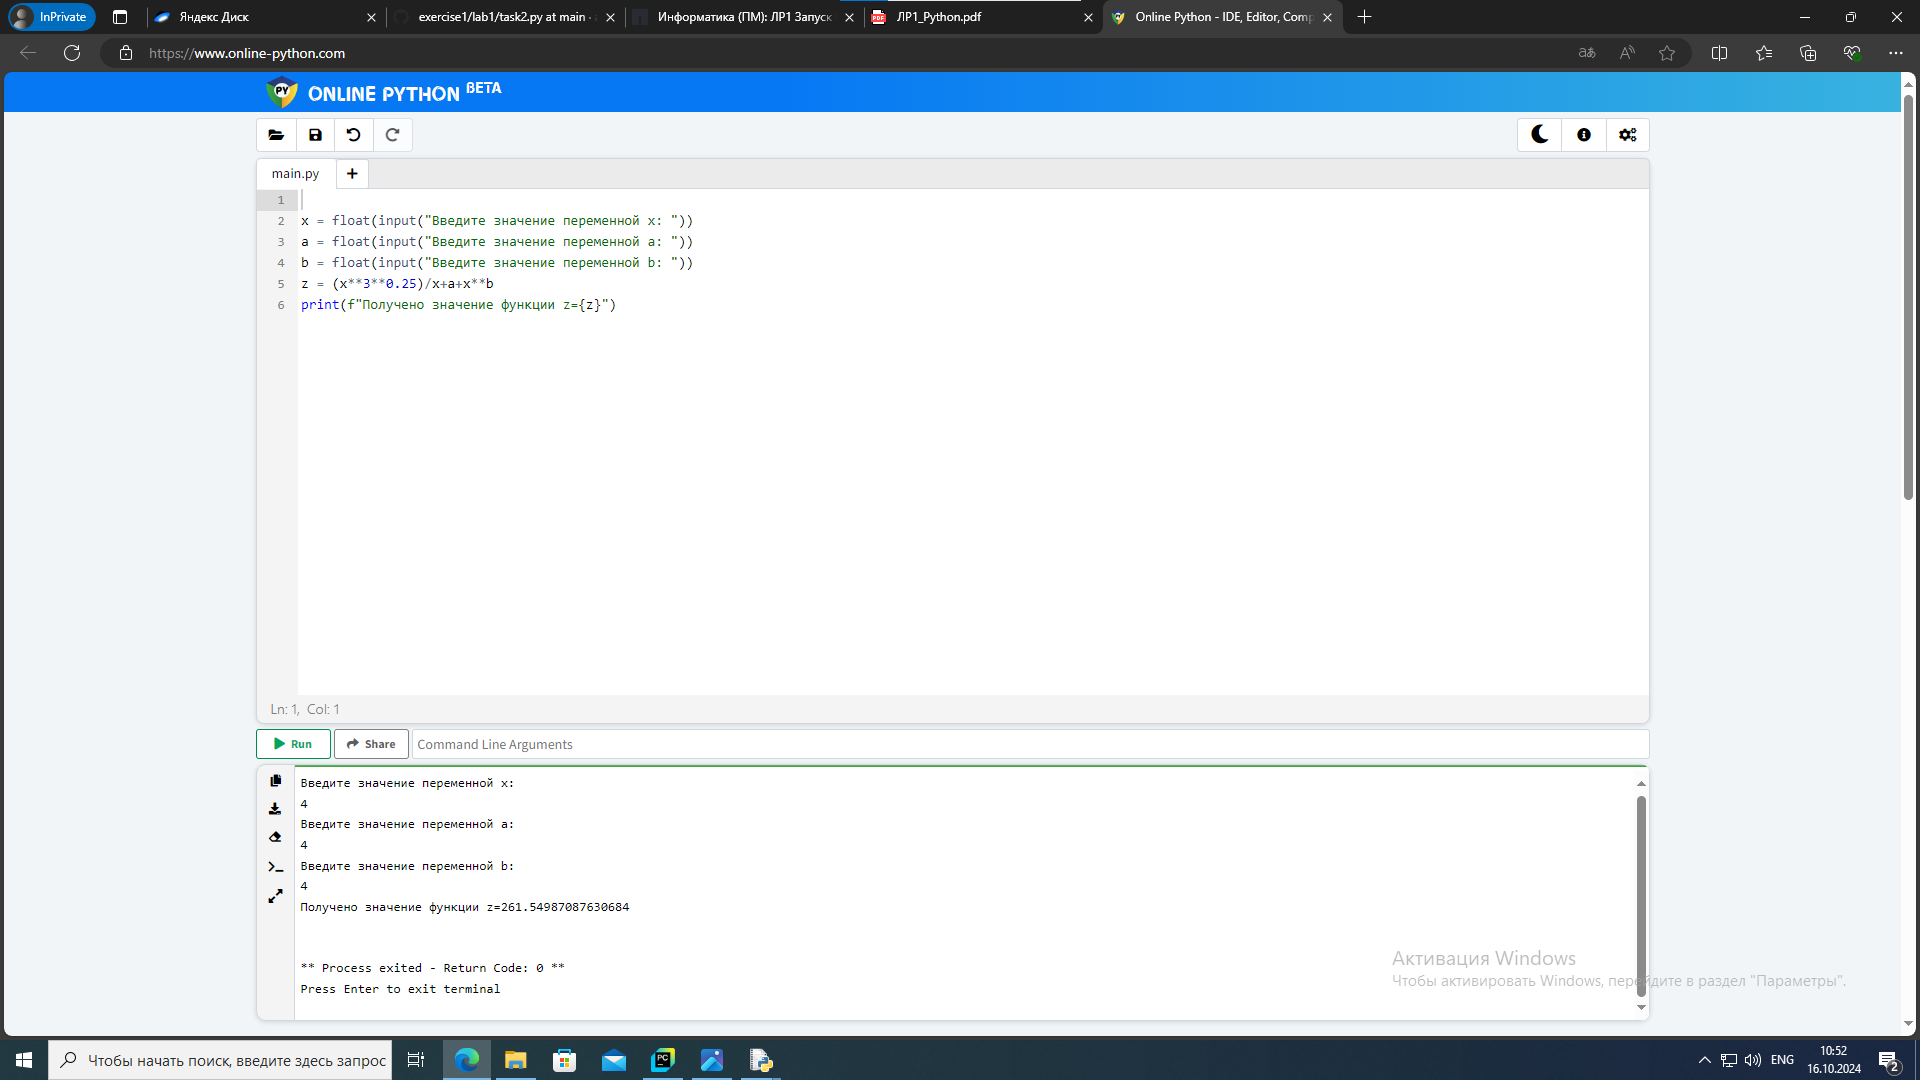 InPrivate
Яндекс Диск
exercise1/lab1/task2.py at main ·
Информатика (ПМ): ЛР1 Запуск
ЛР1_Python.pdf
Online Python - IDE, Editor, Comp
https://www.online-python.com
aあ
PY ONLINE PYTHON BETA
main.py +
1
2 x = float(input("Введите значение переменной x: "))
3 a = float(input("Введите значение переменной a: "))
4 b = float(input("Введите значение переменной b: "))
5 z = (x**3**0.25)/x+a+x**b
6 print(f"Получено значение функции z={z}")
Ln: 1, Col: 1
Run Share Command Line Arguments
Введите значение переменной x:
4
Введите значение переменной a:
4
Введите значение переменной b:
4
Получено значение функции z=261.54987087630684
** Process exited - Return Code: 0 **
Press Enter to exit terminal
Активация Windows
Чтобы активировать Windows, перейдите в раздел "Параметры".
Чтобы начать поиск, введите здесь запрос
PC
ENG
10:52
16.10.2024
2